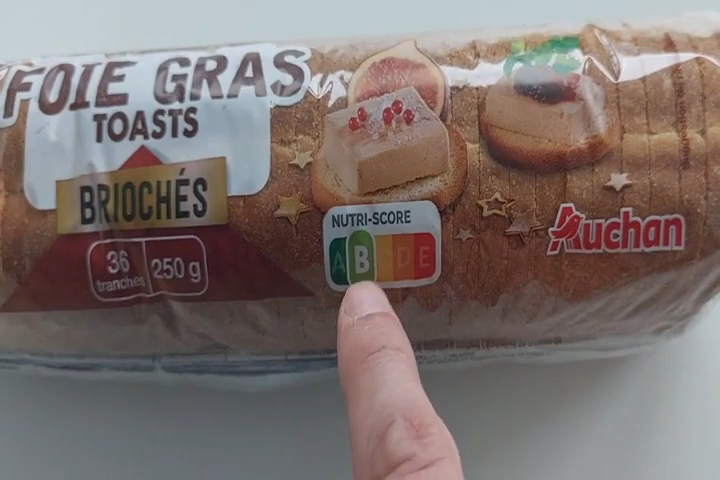 FOIE GRAS
TOASTS
BRIOCHÉS
36
tranches
250 g
NUTRI-SCORE
A B C D E
Auchan